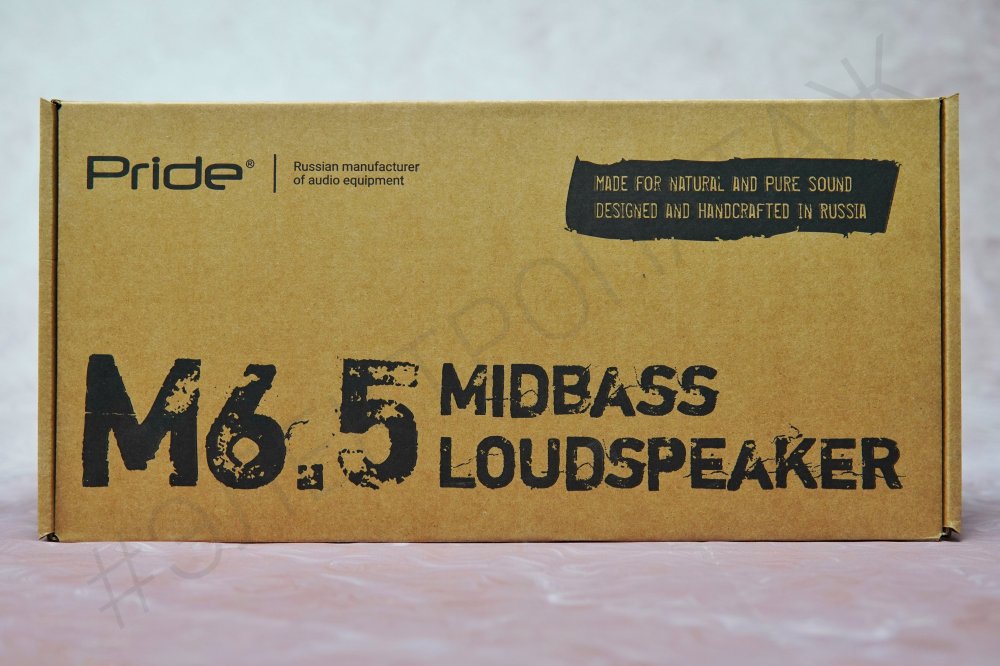 Pride®
Russian manufacturer
of audio equipment
MADE FOR NATURAL AND PURE SOUND
DESIGNED AND HANDCRAFTED IN RUSSIA
M6.5
MIDBASS
LOUDSPEAKER